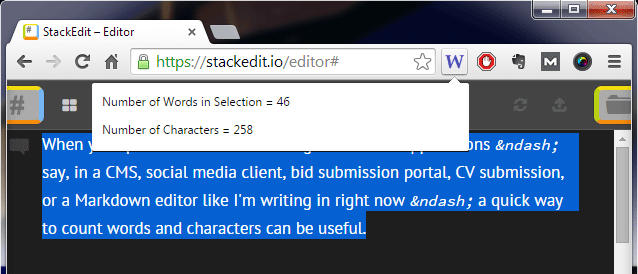 StackEdit – Editor
https://stackedit.io/editor#
W
M
#
Number of Words in Selection = 46
Number of Characters = 258
When y
ons &ndash;
say, in a CMS, social media client, bid submission portal, CV submission,
or a Markdown editor like I'm writing in right now &ndash; a quick way
to count words and characters can be useful.